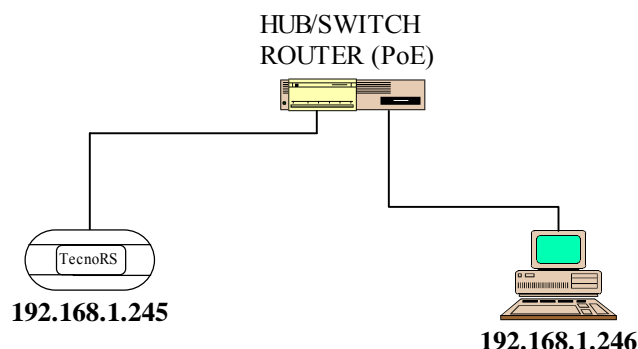 HUB/SWITCH
ROUTER (PoE)
TecnoRS
192.168.1.245
192.168.1.246